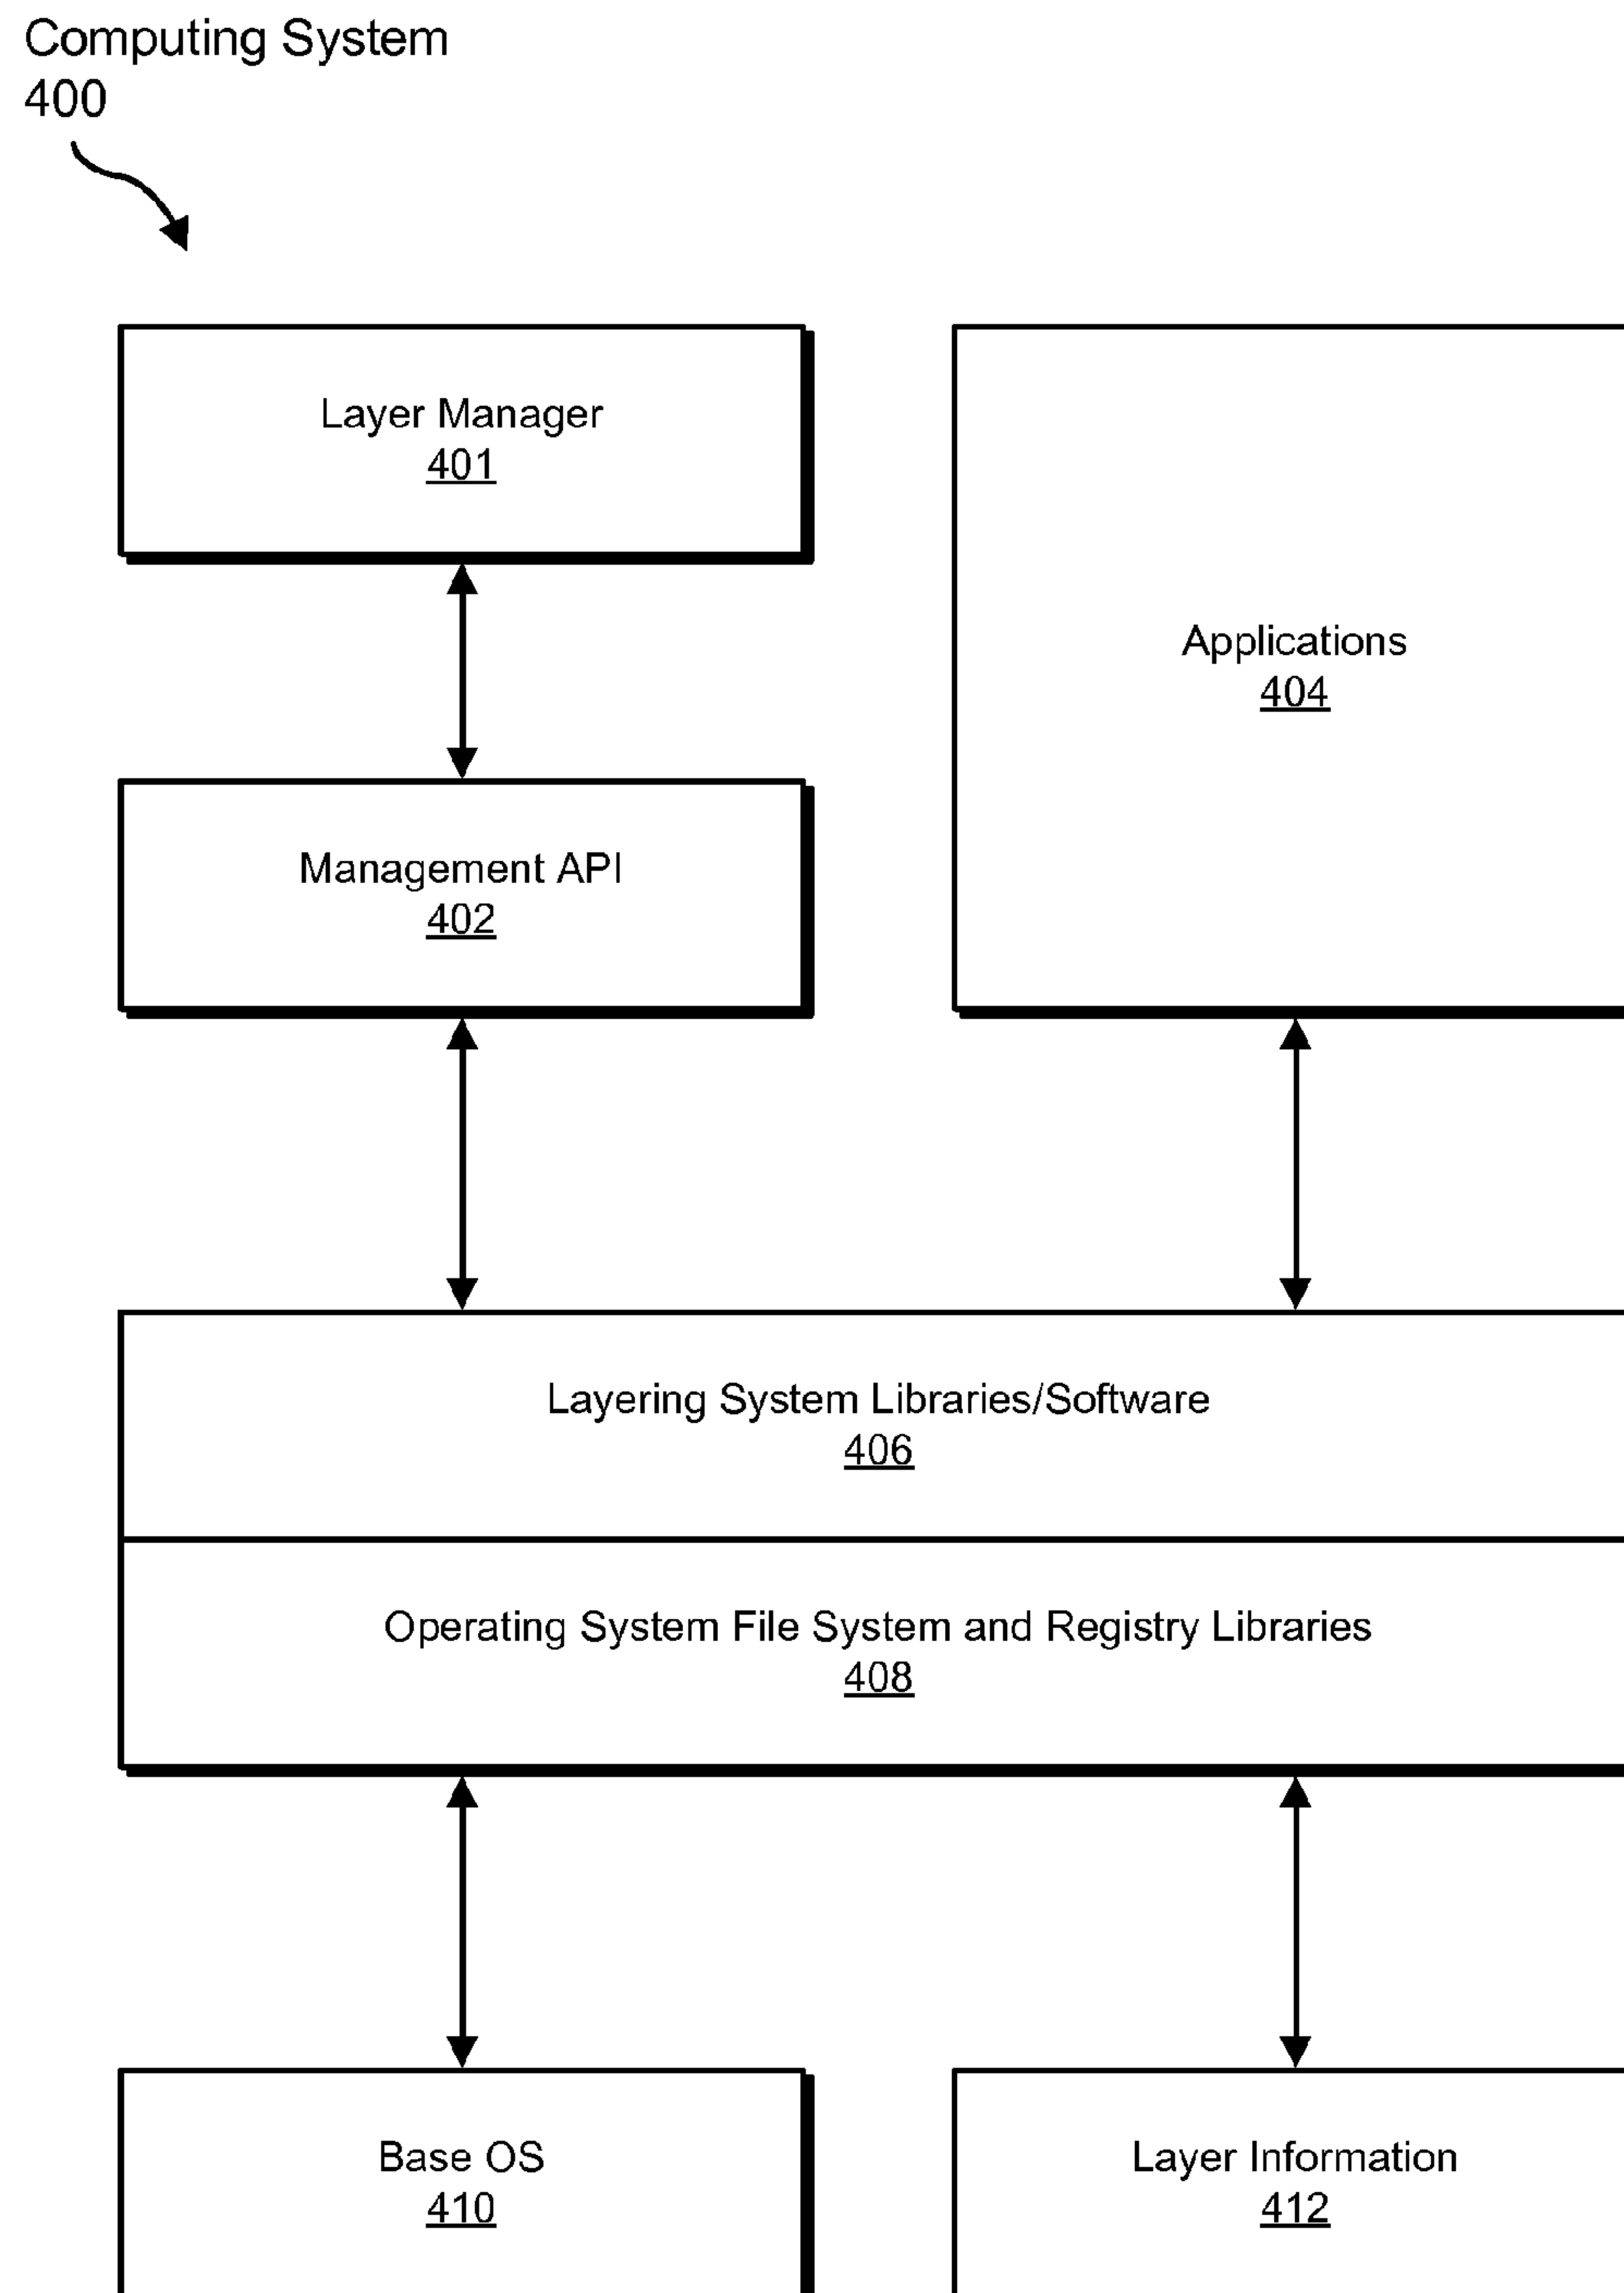 Computing System
400
Layer Manager
401
Applications
404
Management API
402
Layering System Libraries/Software
406
Operating System File System and Registry Libraries
408
Base OS
410
Layer Information
412